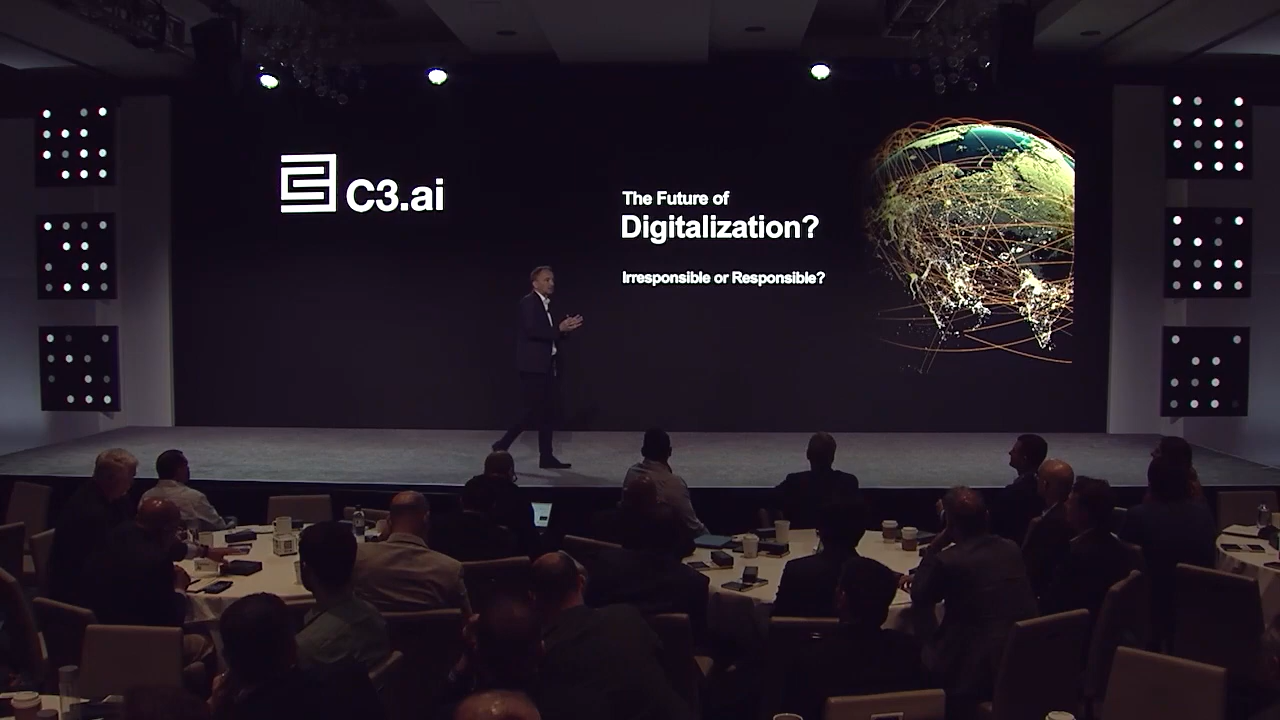 C3.ai
The Future of
Digitalization?
Irresponsible or Responsible?